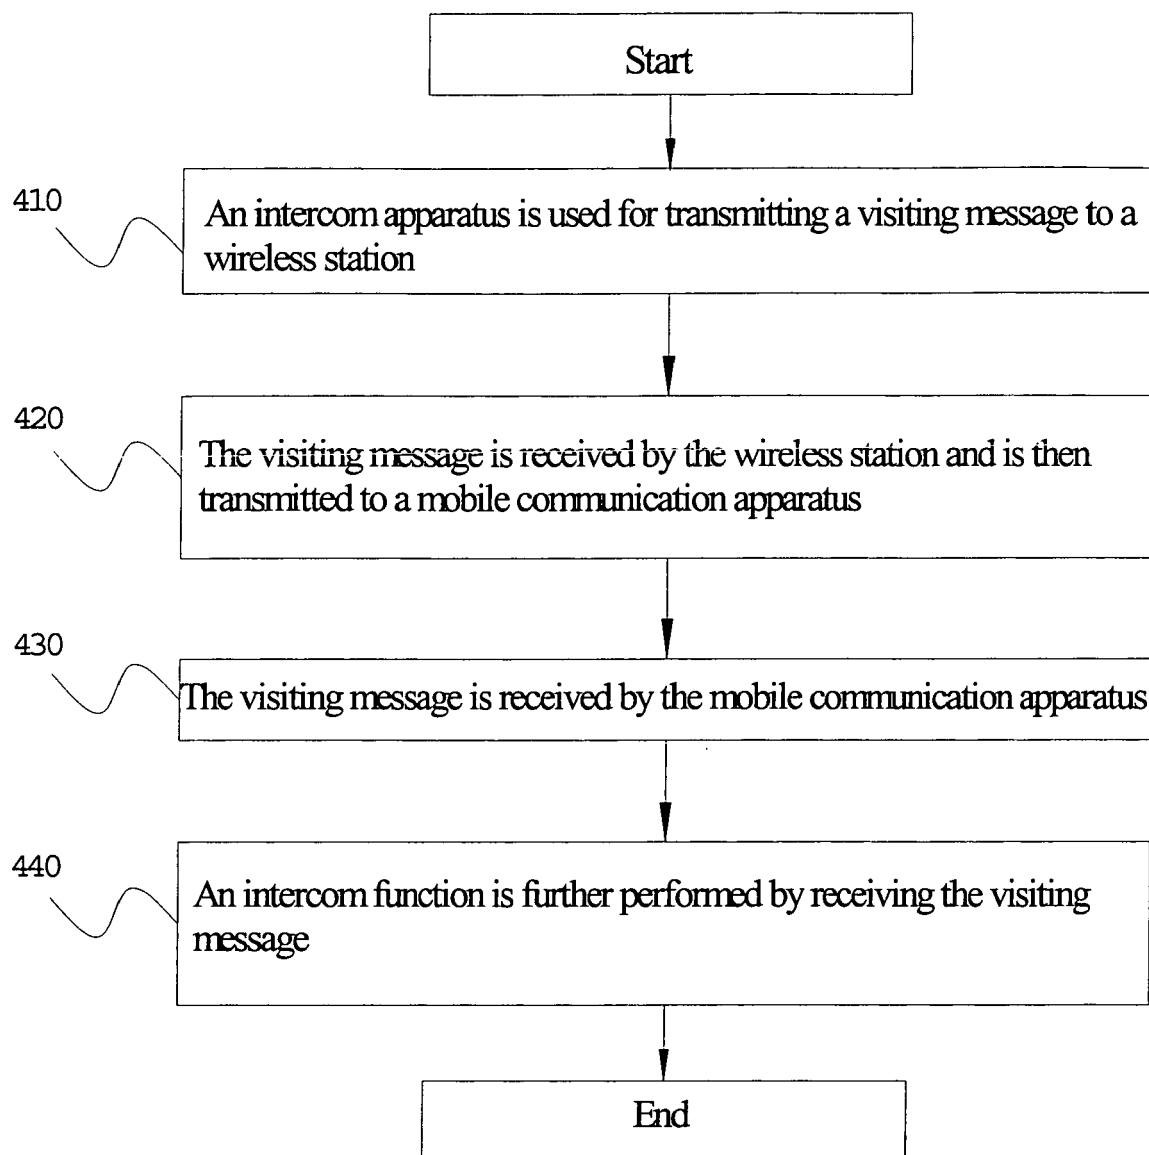 Start
410
An intercom apparatus is used for transmitting a visiting message to a
wireless station
420
The visiting message is received by the wireless station and is then
transmitted to a mobile communication apparatus
430
The visiting message is received by the mobile communication apparatus
440
An intercom function is further performed by receiving the visiting
message
End